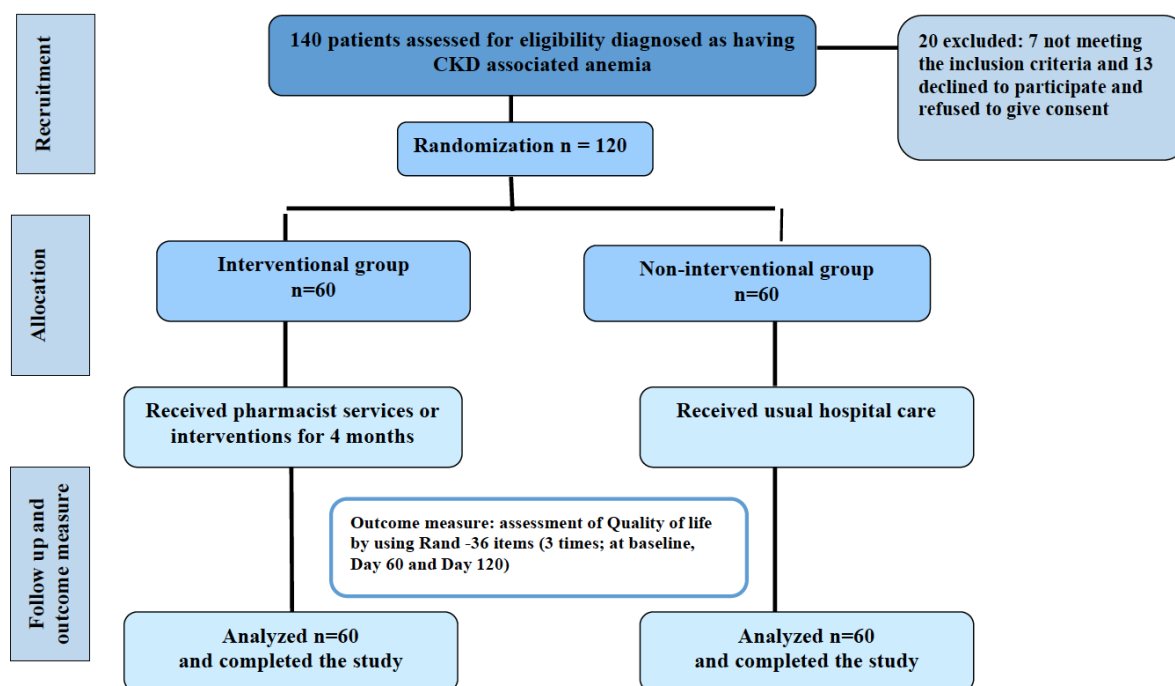 Recruitment
140 patients assessed for eligibility diagnosed as having
CKD associated anemia
20 excluded: 7 not meeting
the inclusion criteria and 13
declined to participate and
refused to give consent
Randomization n = 120
Allocation
Interventional group
n=60
Non-interventional group
n=60
Received pharmacist services or
interventions for 4 months
Received usual hospital care
Follow up and
outcome measure
Outcome measure: assessment of Quality of life
by using Rand -36 items (3 times; at baseline,
Day 60 and Day 120)
Analyzed n=60
and completed the study
Analyzed n=60
and completed the study